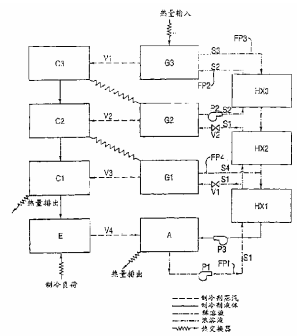 热量输入
FP3
S3
C3
V1
G3
S2
FP2
HX3
P2
S2
C2
V2
G2
S1
V2
HX2
FP4
S4
C1
V3
G1
S1
V1
HX1
热量排出
E
V4
A
P3
制冷负荷
热量排出
P1
FP1
S1
制冷剂蒸汽
制冷剂液体
稀溶液
浓溶液
热交换器